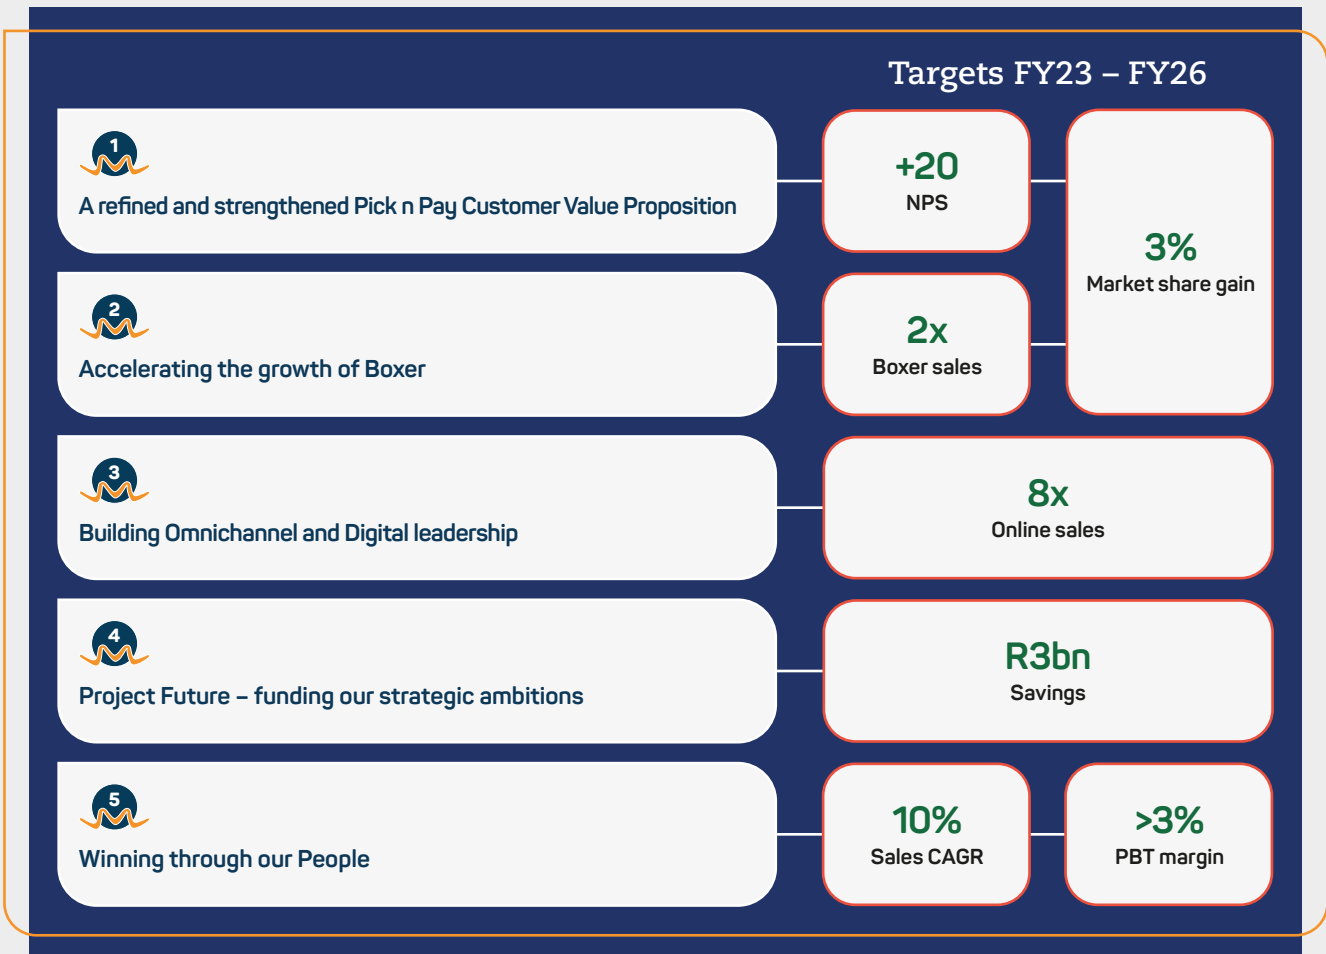 Targets FY23 – FY26
1
A refined and strengthened Pick n Pay Customer Value Proposition
+20
NPS
3%
Market share gain
2
Accelerating the growth of Boxer
2x
Boxer sales
3
Building Omnichannel and Digital leadership
8x
Online sales
4
Project Future – funding our strategic ambitions
R3bn
Savings
5
Winning through our People
10%
Sales CAGR
>3%
PBT margin